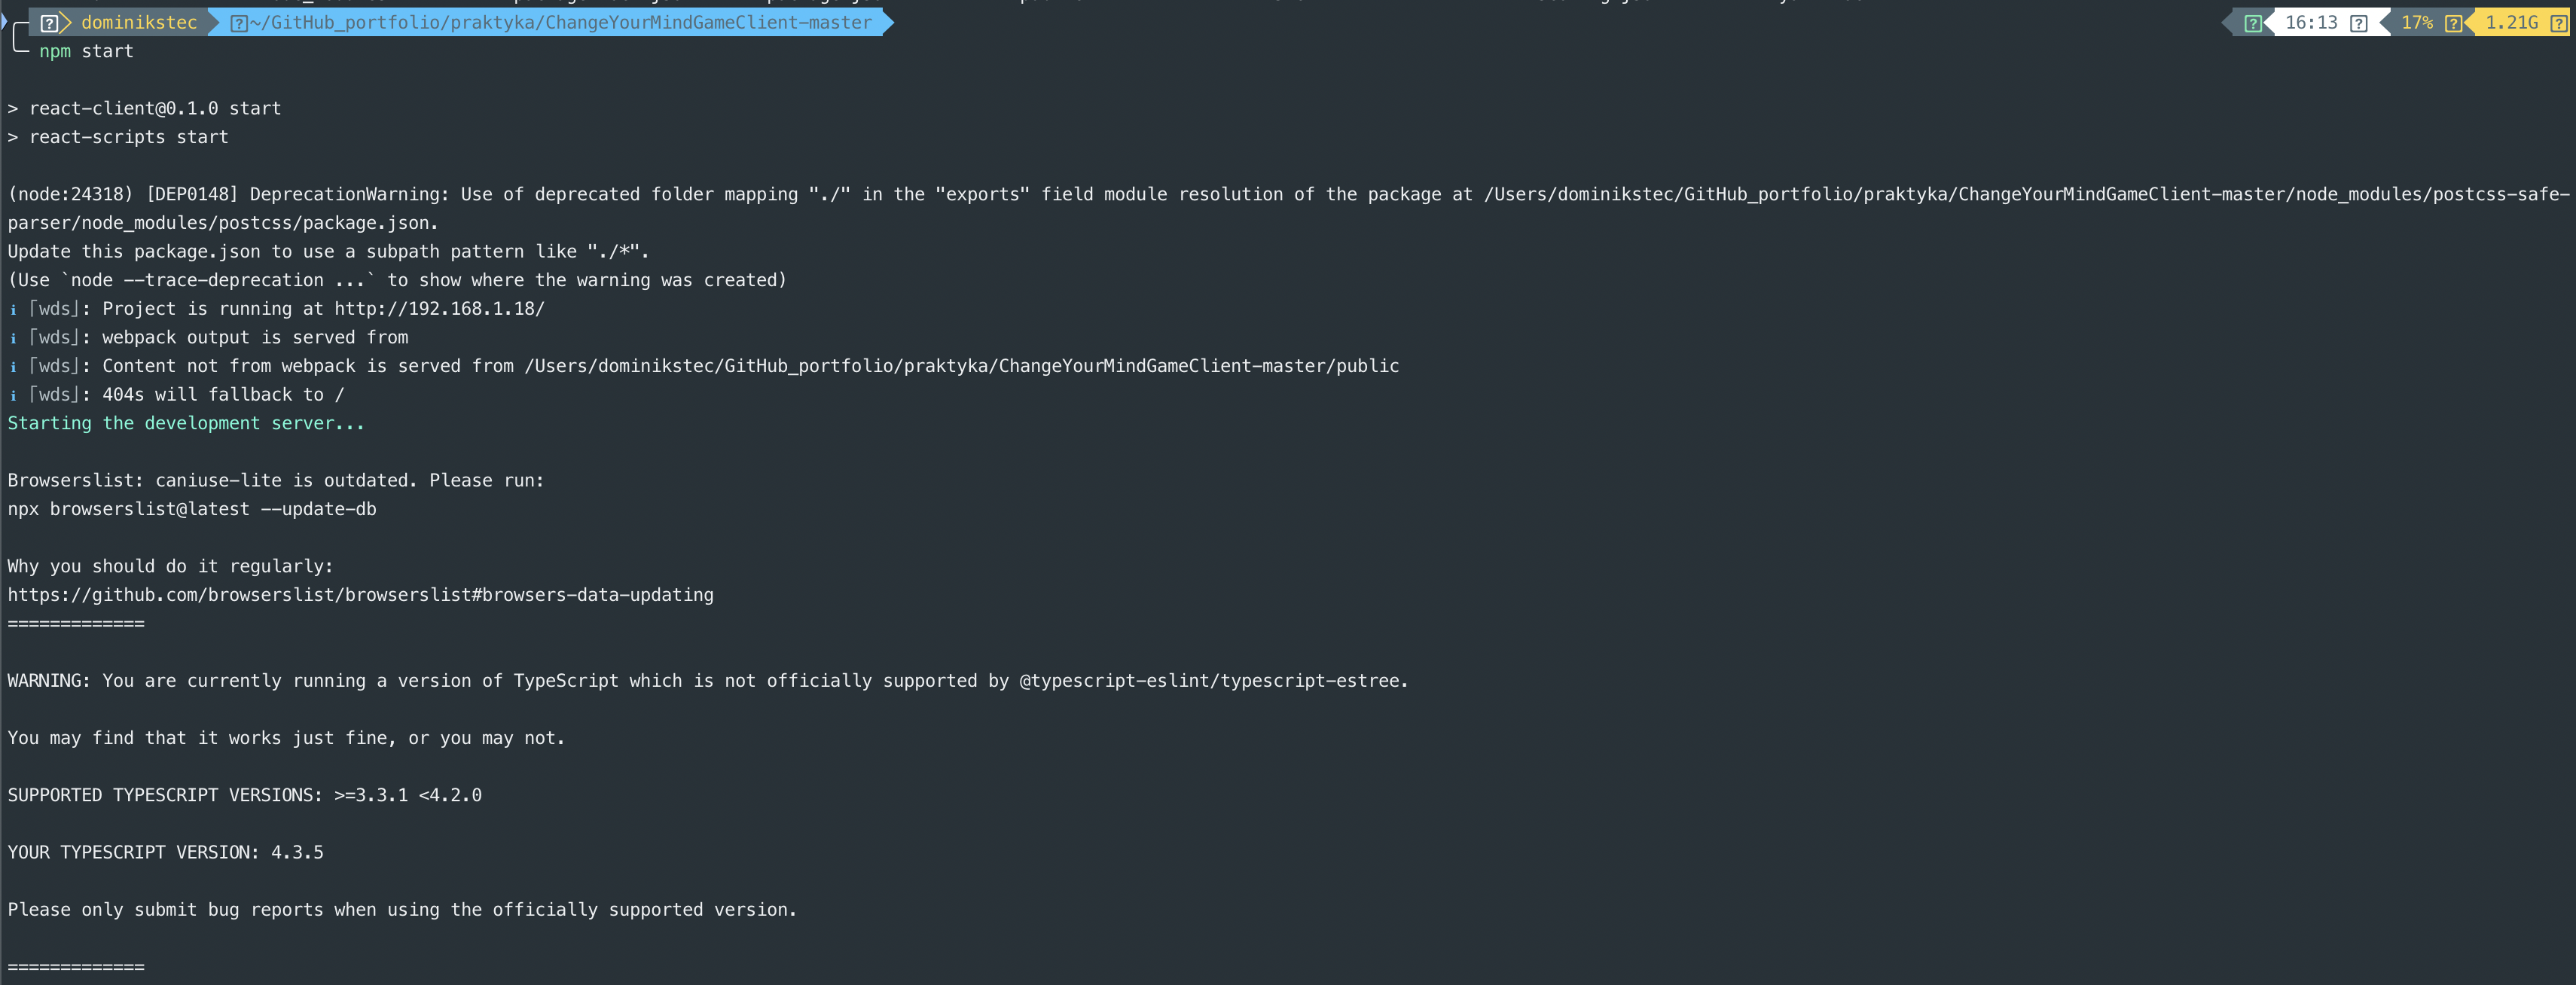 dominikstec ~/GitHub_portfolio/praktyka/ChangeYourMindGameClient-master 16:13 17% 1.21G
npm start
> react-client@0.1.0 start
> react-scripts start
(node:24318) [DEP0148] DeprecationWarning: Use of deprecated folder mapping "./" in the "exports" field module resolution of the package at /Users/dominikstec/GitHub_portfolio/praktyka/ChangeYourMindGameClient-master/node_modules/postcss-safe-
parser/node_modules/postcss/package.json.
Update this package.json to use a subpath pattern like "./*".
(Use `node --trace-deprecation ...` to show where the warning was created)
ℹ ｢wds｣: Project is running at http://192.168.1.18/
ℹ ｢wds｣: webpack output is served from
ℹ ｢wds｣: Content not from webpack is served from /Users/dominikstec/GitHub_portfolio/praktyka/ChangeYourMindGameClient-master/public
ℹ ｢wds｣: 404s will fallback to /
Starting the development server...
Browserslist: caniuse-lite is outdated. Please run:
npx browserslist@latest --update-db
Why you should do it regularly:
https://github.com/browserslist/browserslist#browsers-data-updating
=============
WARNING: You are currently running a version of TypeScript which is not officially supported by @typescript-eslint/typescript-estree.
You may find that it works just fine, or you may not.
SUPPORTED TYPESCRIPT VERSIONS: >=3.3.1 <4.2.0
YOUR TYPESCRIPT VERSION: 4.3.5
Please only submit bug reports when using the officially supported version.
=============